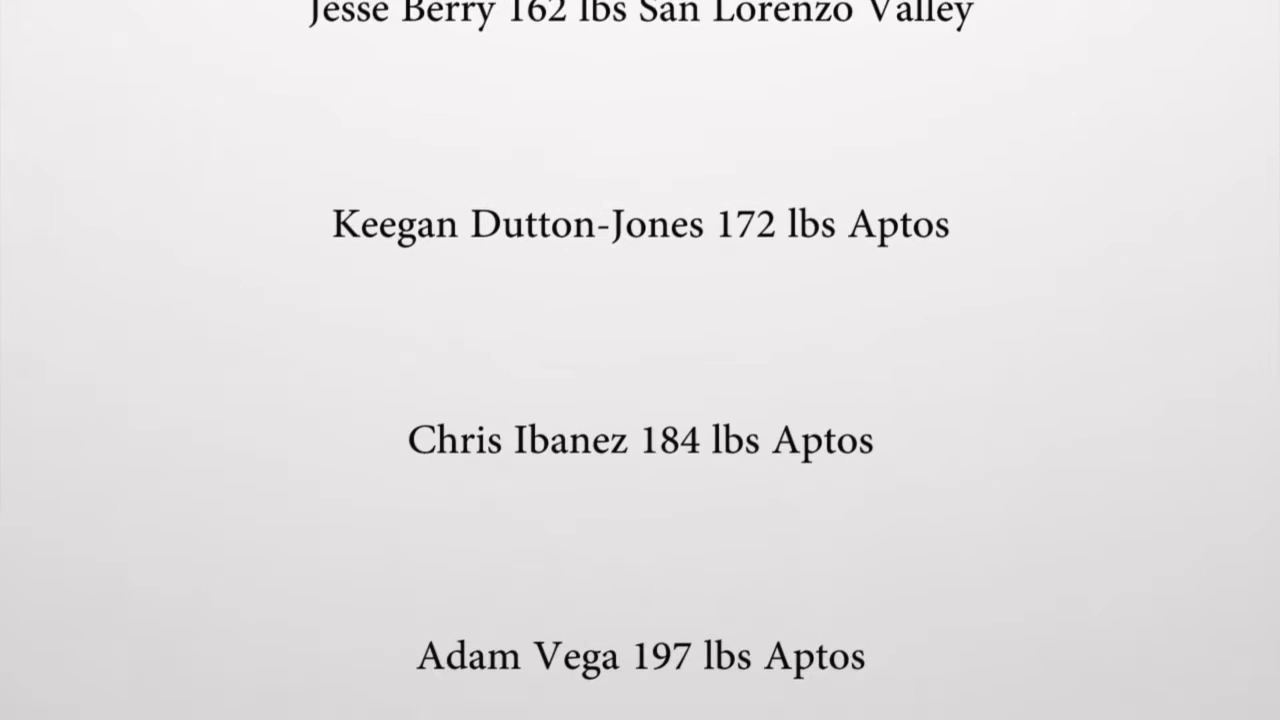 Jesse Berry 162 lbs San Lorenzo Valley
Keegan Dutton-Jones 172 lbs Aptos
Chris Ibanez 184 lbs Aptos
Adam Vega 197 lbs Aptos